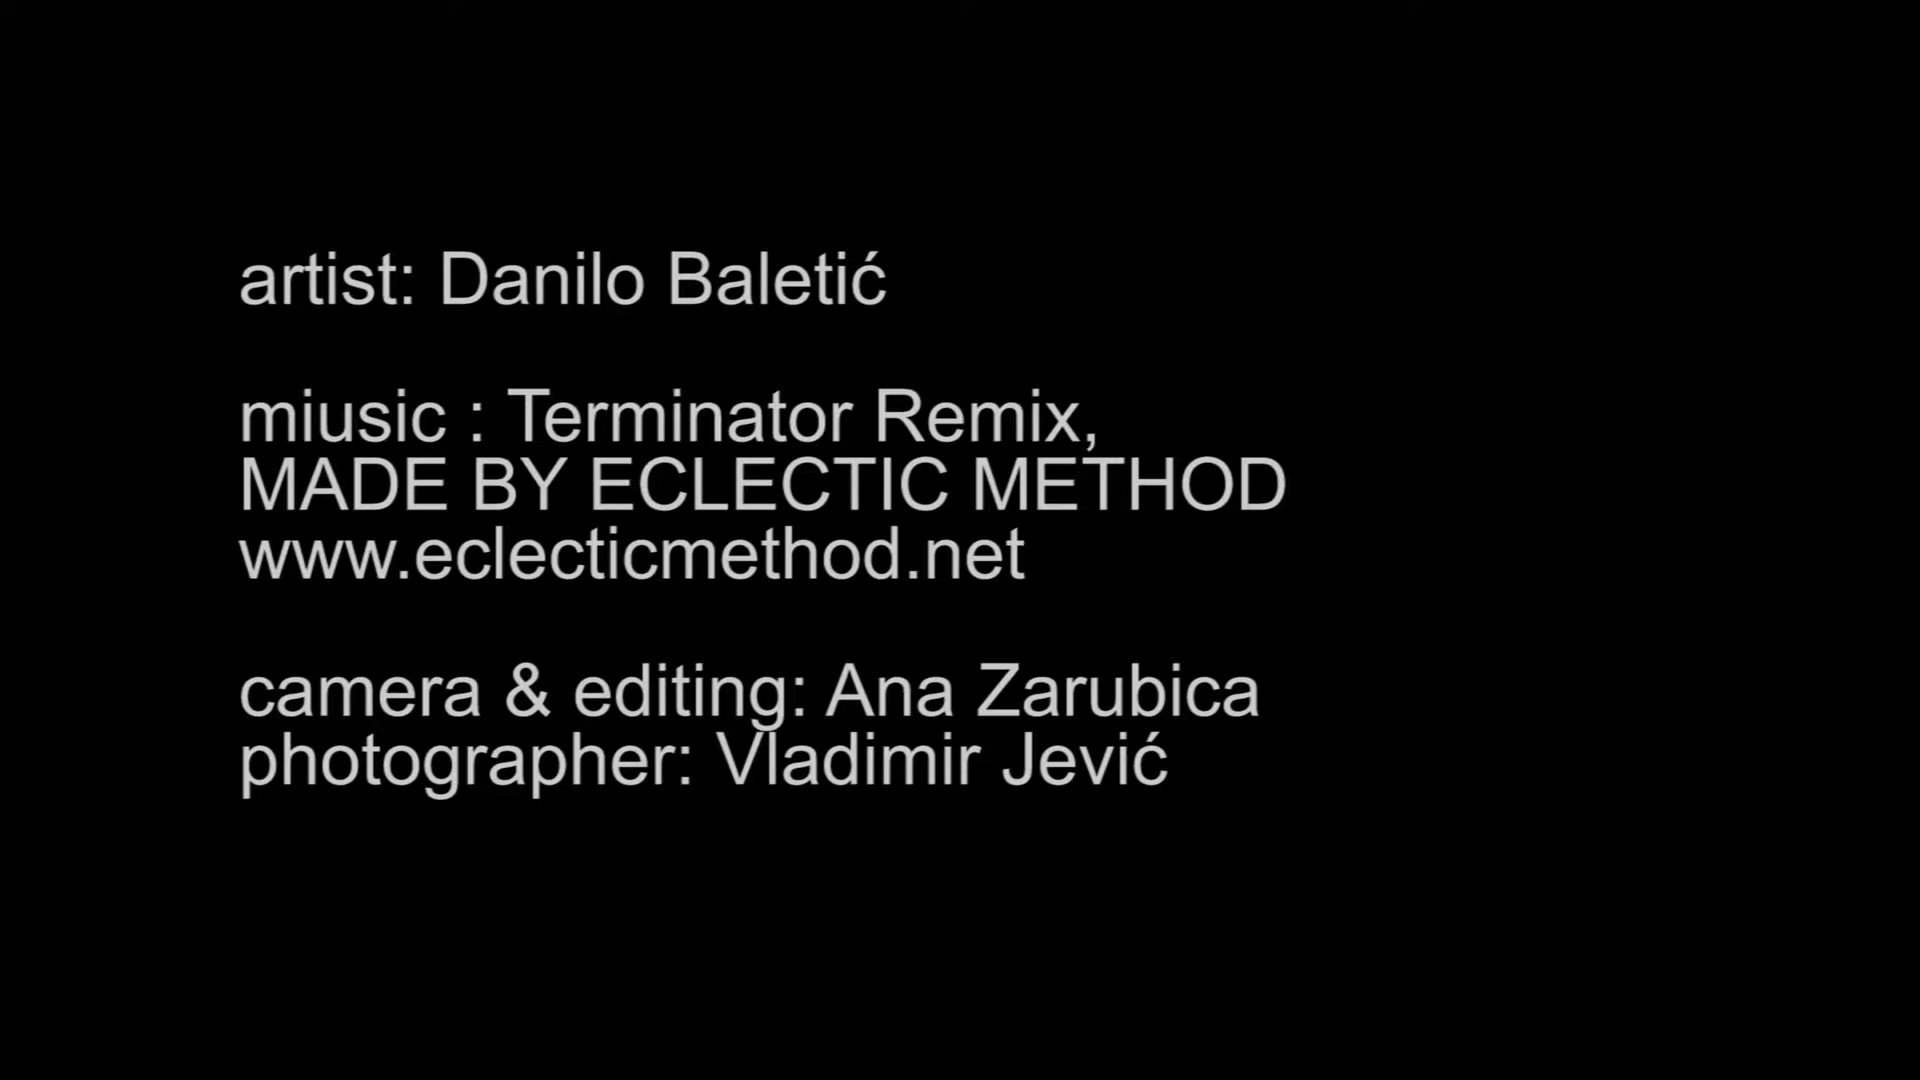 artist: Danilo Baletić
miusic : Terminator Remix,
MADE BY ECLECTIC METHOD
www.eclecticmethod.net
camera & editing: Ana Zarubica
photographer: Vladimir Jević